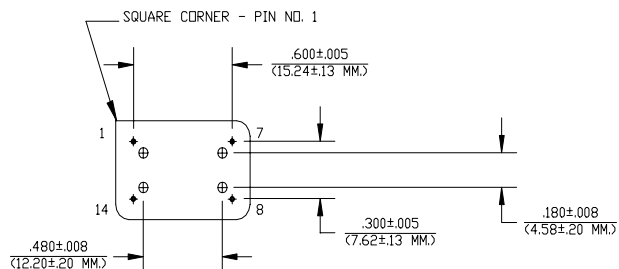 SQUARE CORNER - PIN NO. 1
.600±.005
(15.24±.13 MM.)
1
7
14
8
.180±.008
(4.58±.20 MM.)
.300±.005
(7.62±.13 MM.)
.480±.008
(12.20±.20 MM.)